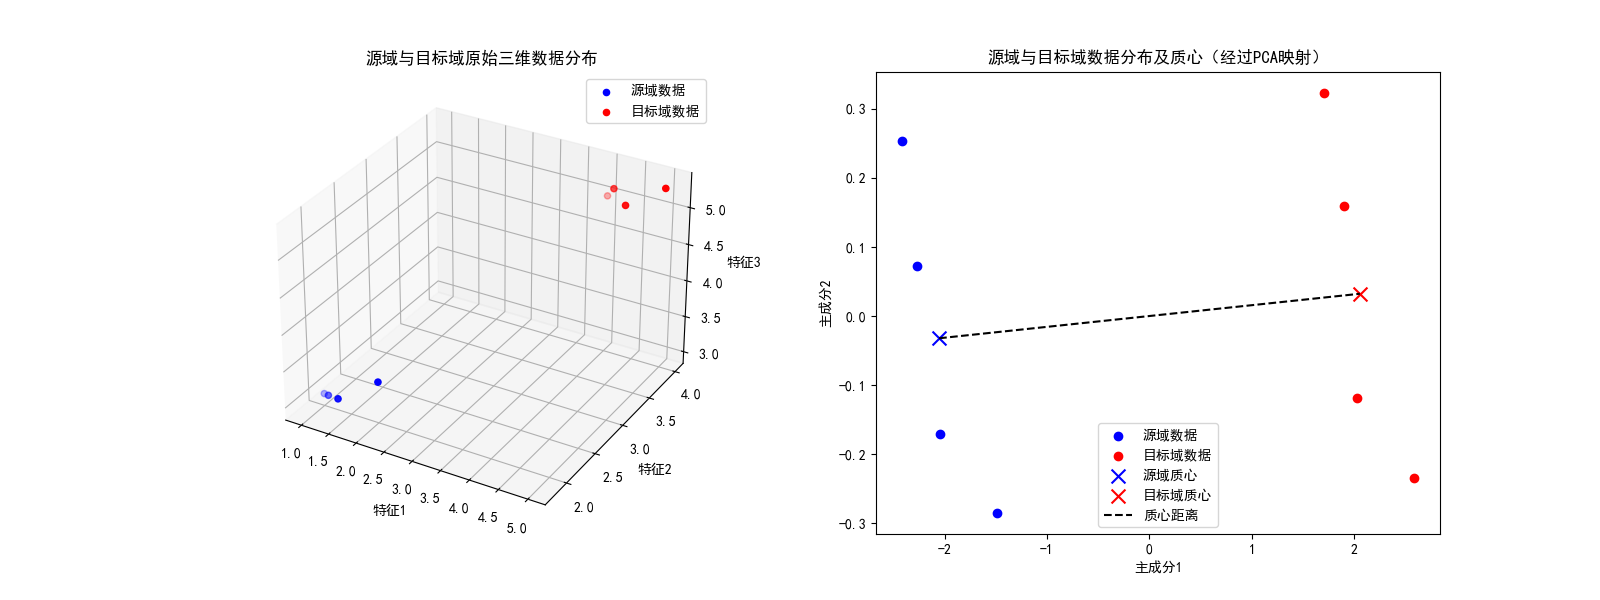 源域与目标域原始三维数据分布
源域数据
目标域数据
5.0
4.5
4.0
3.5
3.0
特征3
4.0
3.5
3.0
2.5
2.0
特征2
1.0
1.5
2.0
2.5
3.0
3.5
4.0
4.5
5.0
特征1
源域与目标域数据分布及质心（经过PCA映射）
0.3
0.2
0.1
0.0
−0.1
−0.2
−0.3
主成分2
源域数据
目标域数据
源域质心
目标域质心
质心距离
−2
−1
0
1
2
主成分1